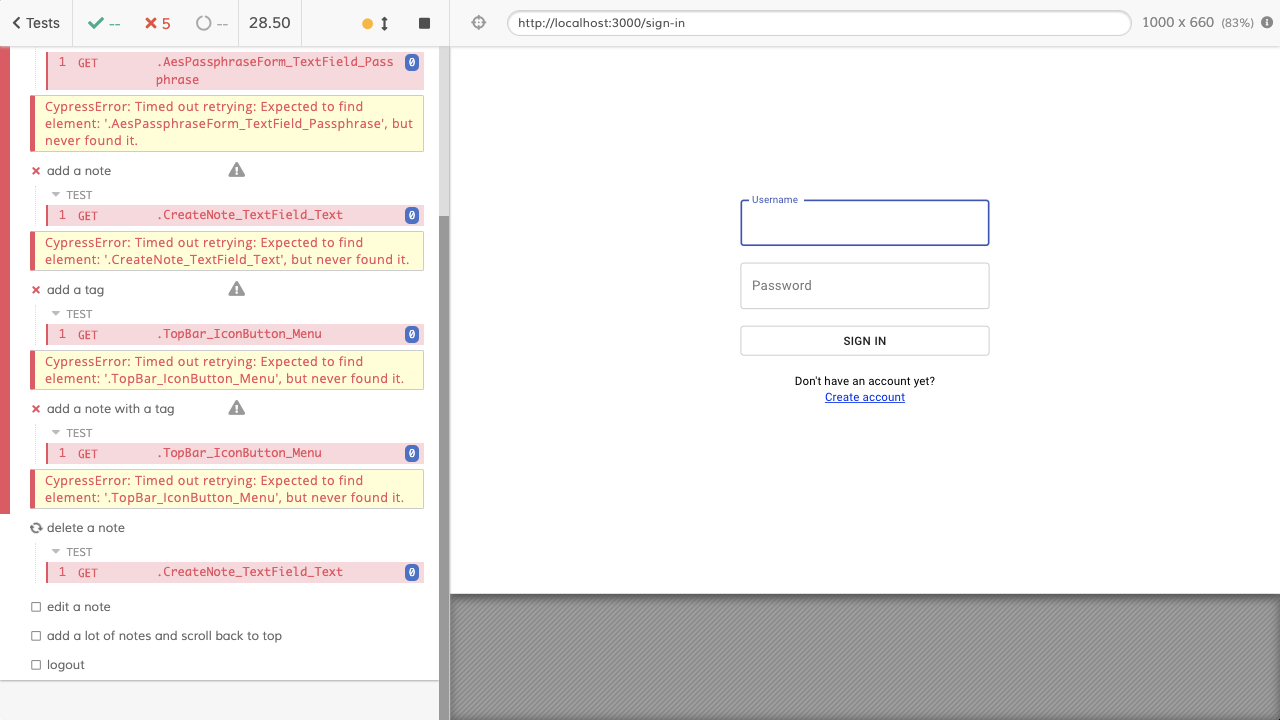 Tests -- 5 -- 28.50
http://localhost:3000/sign-in 1000 x 660 (83%)
1 GET .AesPassphraseForm_TextField_Pass 0
phrase
CypressError: Timed out retrying: Expected to find
element: '.AesPassphraseForm_TextField_Passphrase', but
never found it.
add a note
TEST
1 GET .CreateNote_TextField_Text 0
CypressError: Timed out retrying: Expected to find
element: '.CreateNote_TextField_Text', but never found it.
add a tag
TEST
1 GET .TopBar_IconButton_Menu 0
CypressError: Timed out retrying: Expected to find
element: '.TopBar_IconButton_Menu', but never found it.
add a note with a tag
TEST
1 GET .TopBar_IconButton_Menu 0
CypressError: Timed out retrying: Expected to find
element: '.TopBar_IconButton_Menu', but never found it.
delete a note
TEST
1 GET .CreateNote_TextField_Text 0
edit a note
add a lot of notes and scroll back to top
logout
Username
Password
SIGN IN
Don't have an account yet?
Create account